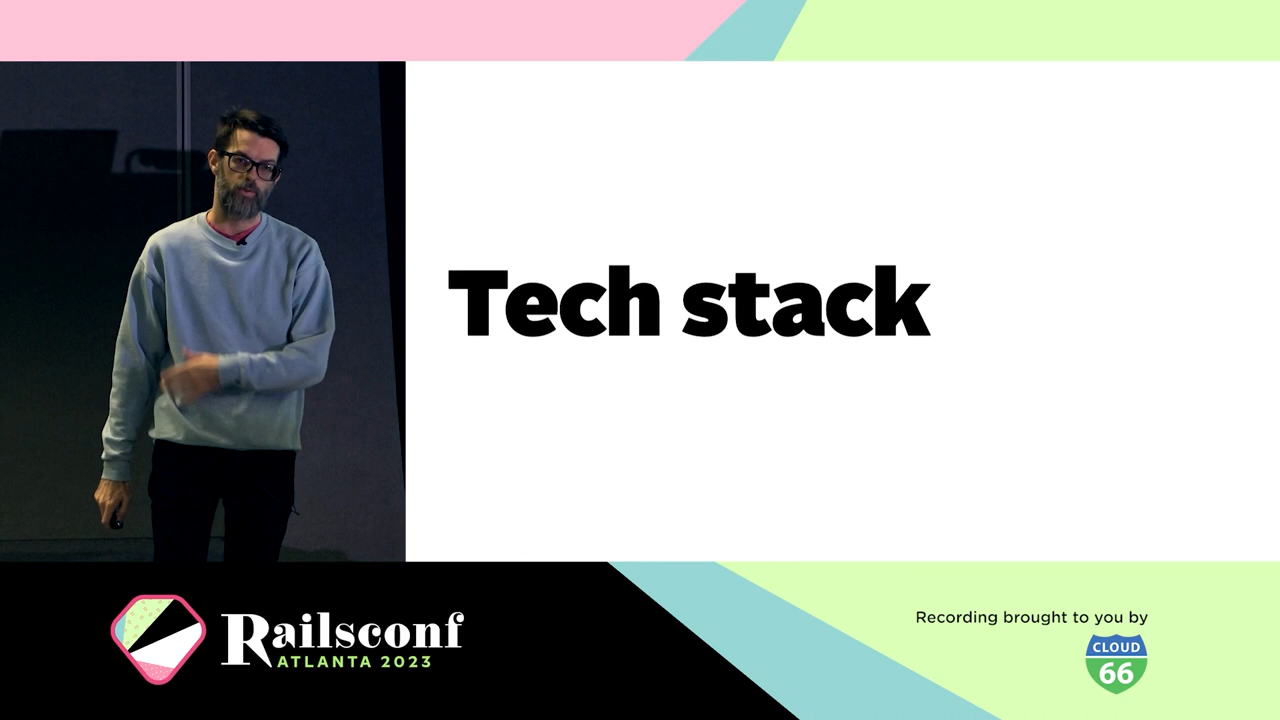 Tech stack
Railsconf
ATLANTA 2023
Recording brought to you by
CLOUD
66